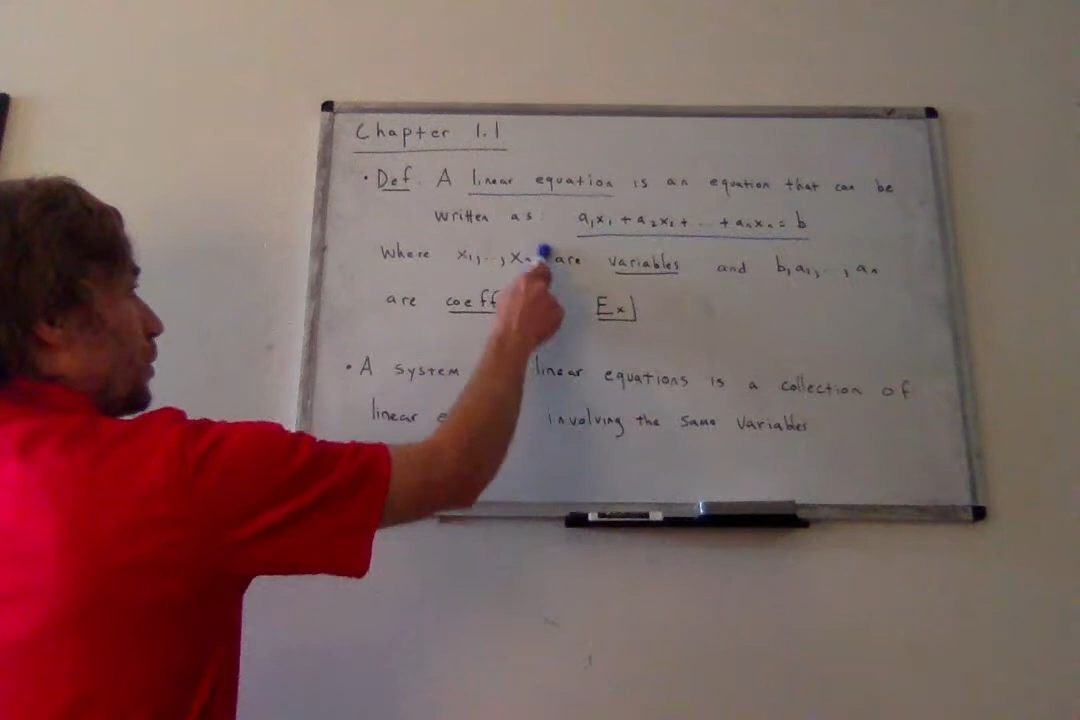 Chapter 1.1
• Def. A linear equation is an equation that can be
written as: a₁x₁ + a₂x₂ + ... + aₙxₙ = b
Where x₁,...,xₙ are variables and b, a₁, ..., aₙ
are coeff Ex
• A system linear equations is a collection of
linear involving the same variables